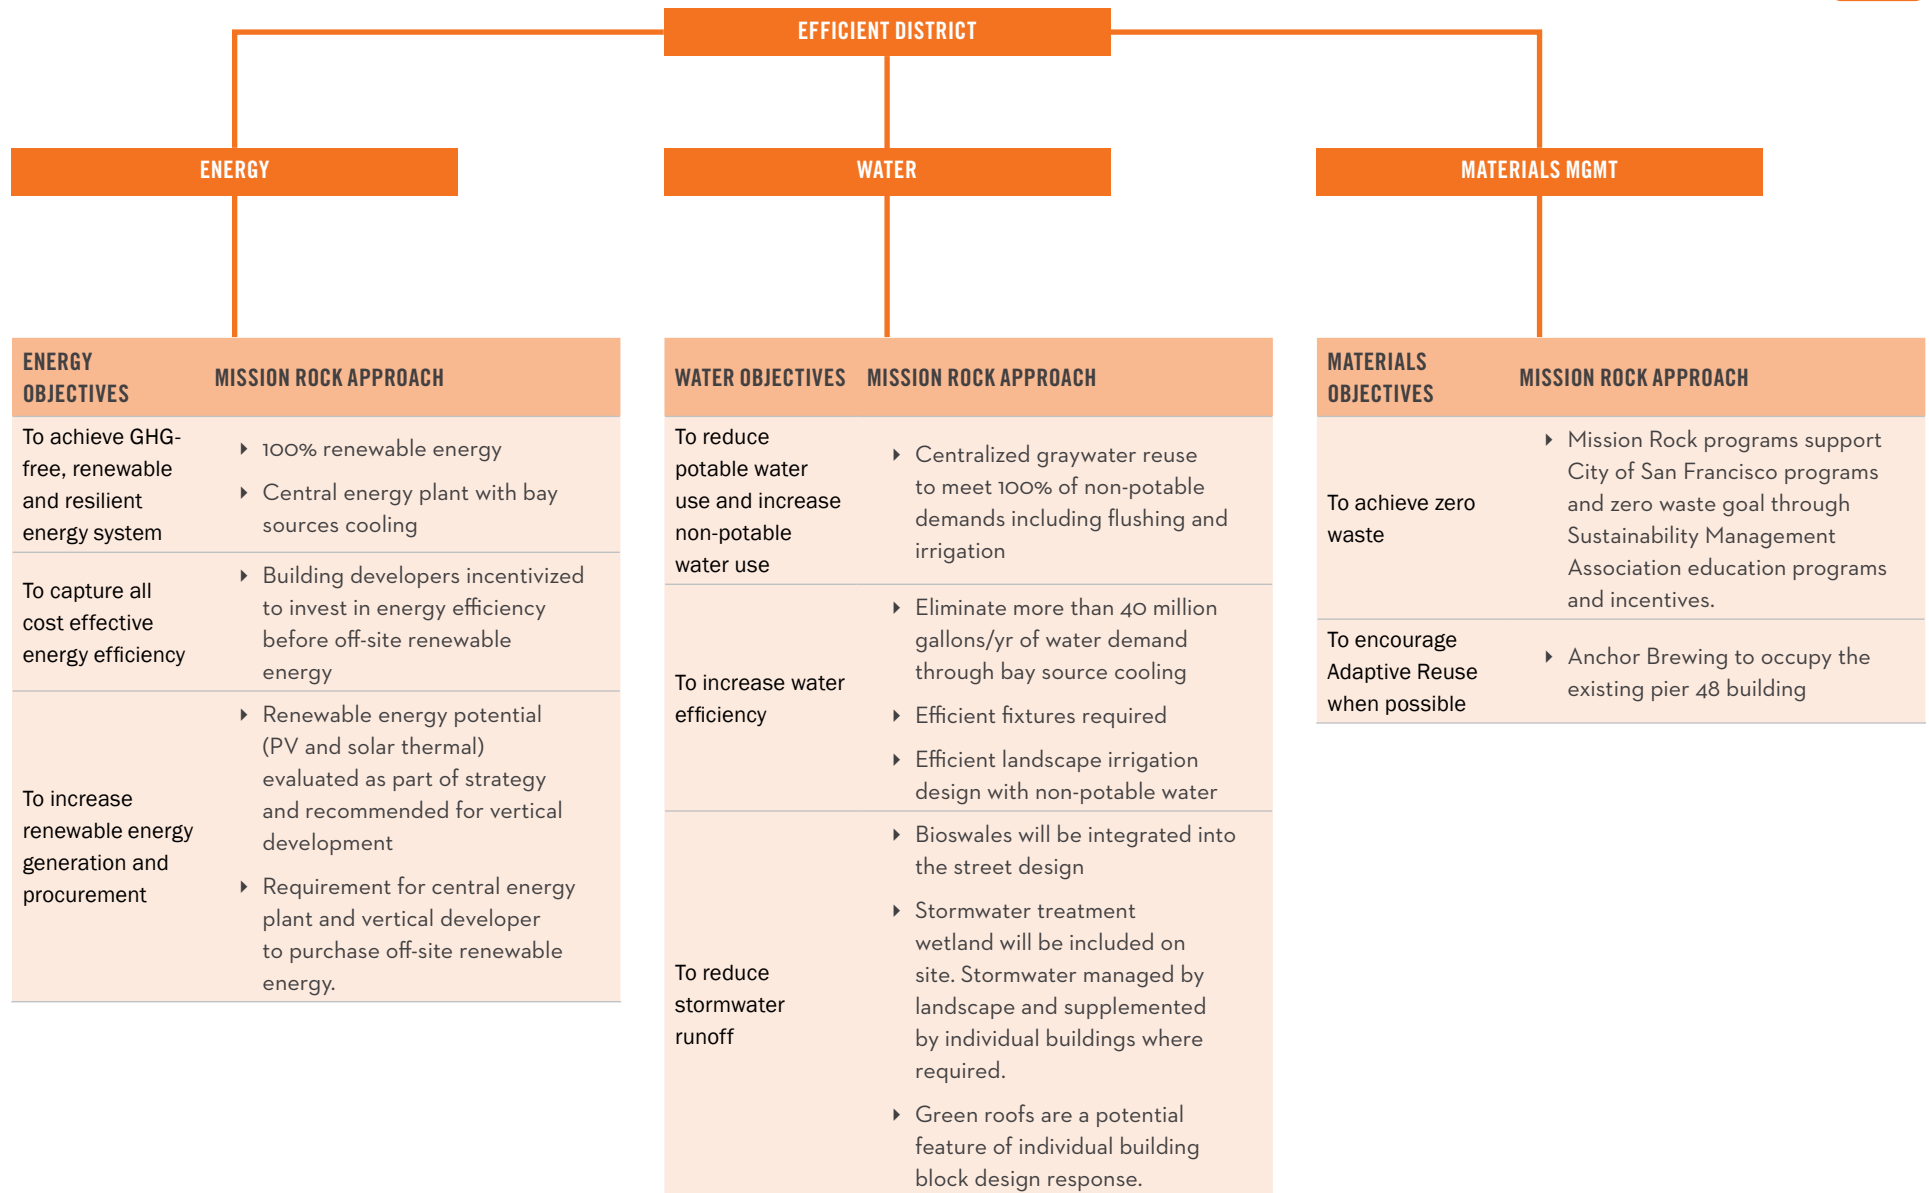 EFFICIENT DISTRICT
ENERGY
WATER
MATERIALS MGMT
ENERGY
OBJECTIVES
MISSION ROCK APPROACH
To achieve GHG-
free, renewable
and resilient
energy system
‣ 100% renewable energy
‣ Central energy plant with bay
sources cooling
To capture all
cost effective
energy efficiency
‣ Building developers incentivized
to invest in energy efficiency
before off-site renewable
energy
To increase
renewable energy
generation and
procurement
‣ Renewable energy potential
(PV and solar thermal)
evaluated as part of strategy
and recommended for vertical
development
‣ Requirement for central energy
plant and vertical developer
to purchase off-site renewable
energy.
WATER OBJECTIVES
MISSION ROCK APPROACH
To reduce
potable water
use and increase
non-potable
water use
‣ Centralized graywater reuse
to meet 100% of non-potable
demands including flushing and
irrigation
To increase water
efficiency
‣ Eliminate more than 40 million
gallons/yr of water demand
through bay source cooling
‣ Efficient fixtures required
‣ Efficient landscape irrigation
design with non-potable water
To reduce
stormwater
runoff
‣ Bioswales will be integrated into
the street design
‣ Stormwater treatment
wetland will be included on
site. Stormwater managed by
landscape and supplemented
by individual buildings where
required.
‣ Green roofs are a potential
feature of individual building
block design response.
MATERIALS
OBJECTIVES
MISSION ROCK APPROACH
To achieve zero
waste
‣ Mission Rock programs support
City of San Francisco programs
and zero waste goal through
Sustainability Management
Association education programs
and incentives.
To encourage
Adaptive Reuse
when possible
‣ Anchor Brewing to occupy the
existing pier 48 building